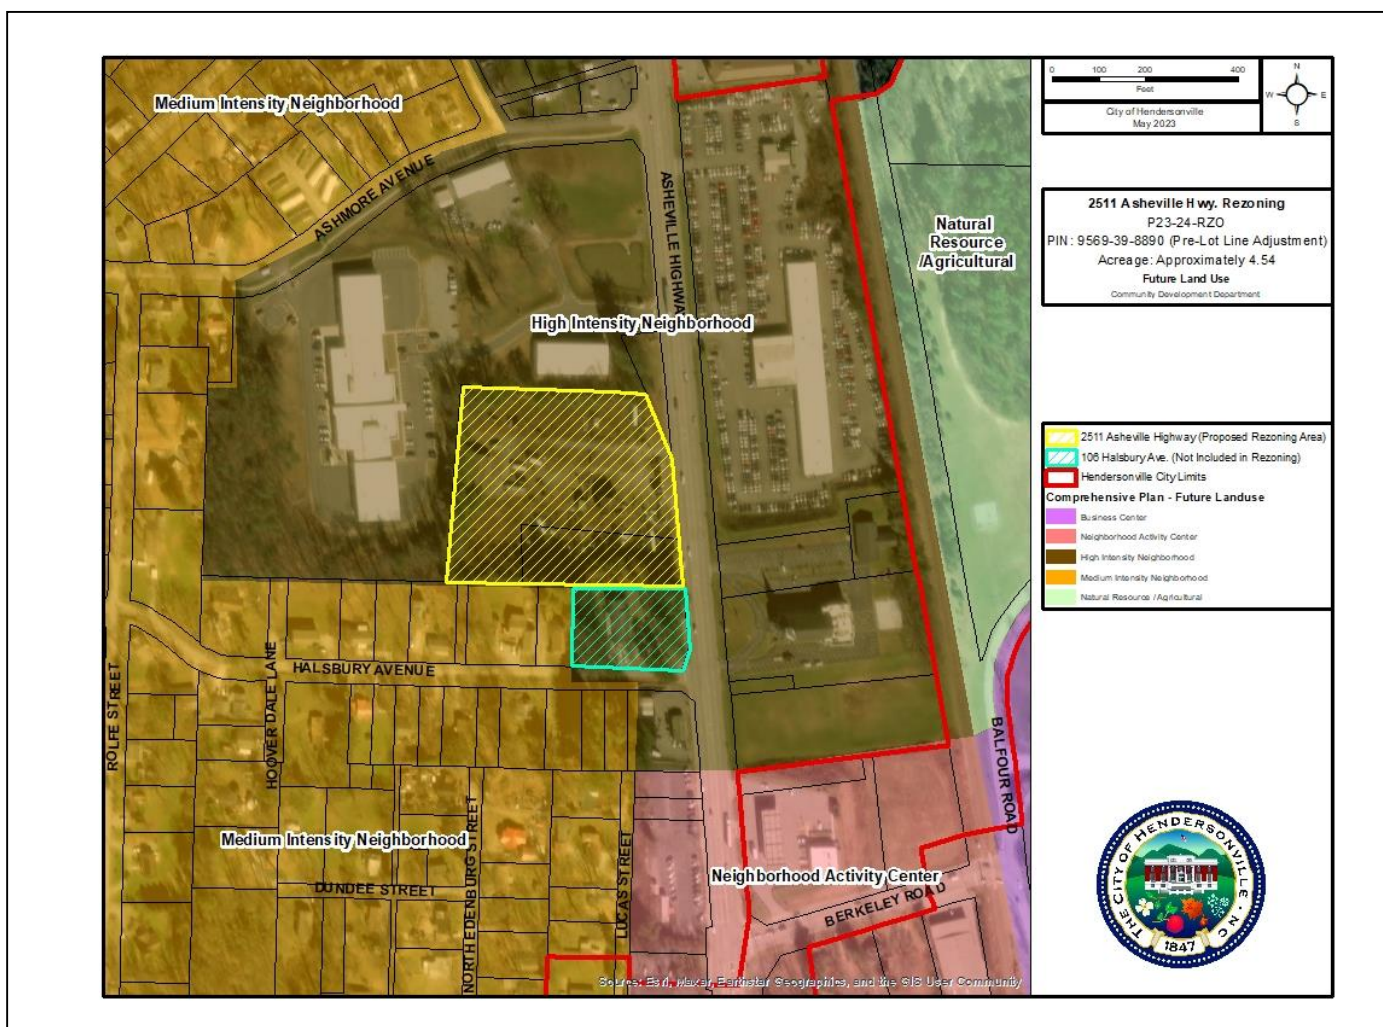 Medium Intensity Neighborhood
ASHMORE AVENUE
ASHEVILLE HIGHWAY
Natural
Resource
/Agricultural
High Intensity Neighborhood
HALSBURY AVENUE
ROLFE STREET
HOOVER DALE LANE
BALFOUR ROAD
Medium Intensity Neighborhood
NORTH EDENBURG STREET
LUCAS STREET
DUNDEE STREET
Neighborhood Activity Center
BERKELEY ROAD
Source: Esri, Maxar, Earthstar Geographics, and the GIS User Community
0 100 200 400
Feet
City of Hendersonville
May 2023
N
W E
S
2511 Asheville Hwy. Rezoning
P23-24-RZO
PIN: 9569-39-8890 (Pre-Lot Line Adjustment)
Acreage: Approximately 4.54
Future Land Use
Community Development Department
2511 Asheville Highway (Proposed Rezoning Area)
106 Halsbury Ave. (Not Included in Rezoning)
Hendersonville City Limits
Comprehensive Plan - Future Landuse
Business Center
Neighborhood Activity Center
High Intensity Neighborhood
Medium Intensity Neighborhood
Natural Resource /Agricultural
THE CITY OF HENDERSONVILLE · NC
1847